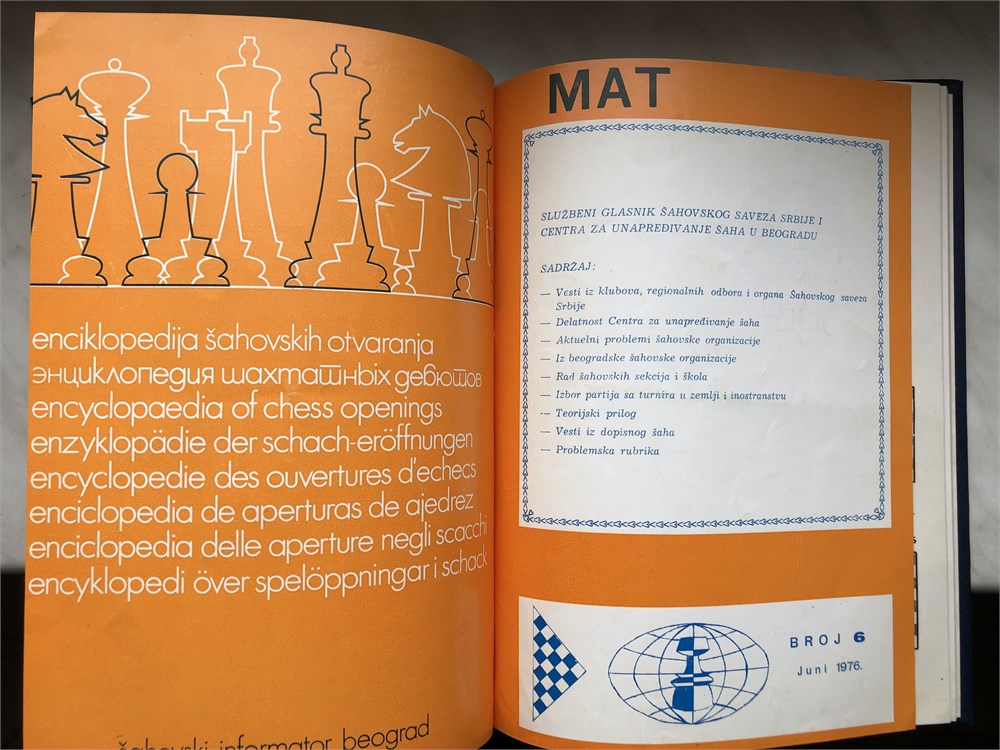 enciklopedija šahovskih otvaranja
энциклопедия шахматных дебютов
encyclopaedia of chess openings
enzyklopädie der schach-eröffnungen
encyclopedie des ouvertures d'echecs
enciclopedia de aperturas de ajedrez
enciclopedia delle aperture negli scacchi
encyklopedi över spelöppningar i schack
šahovski informator beograd
MAT
SLUŽBENI GLASNIK ŠAHOVSKOG SAVEZA SRBIJE I
CENTRA ZA UNAPREĐIVANJE ŠAHA U BEOGRADU
SADRŽAJ:
— Vesti iz klubova, regionalnih odbora i organa Šahovskog saveza
Srbije
— Delatnost Centra za unapređivanje šaha
— Aktuelni problemi šahovske organizacije
— Iz beogradske šahovske organizacije
— Rad šahovskih sekcija i škola
— Izbor partija sa turnira u zemlji i inostranstvu
— Teorijski prilog
— Vesti iz dopisnog šaha
— Problemska rubrika
BROJ 6
Juni 1976.